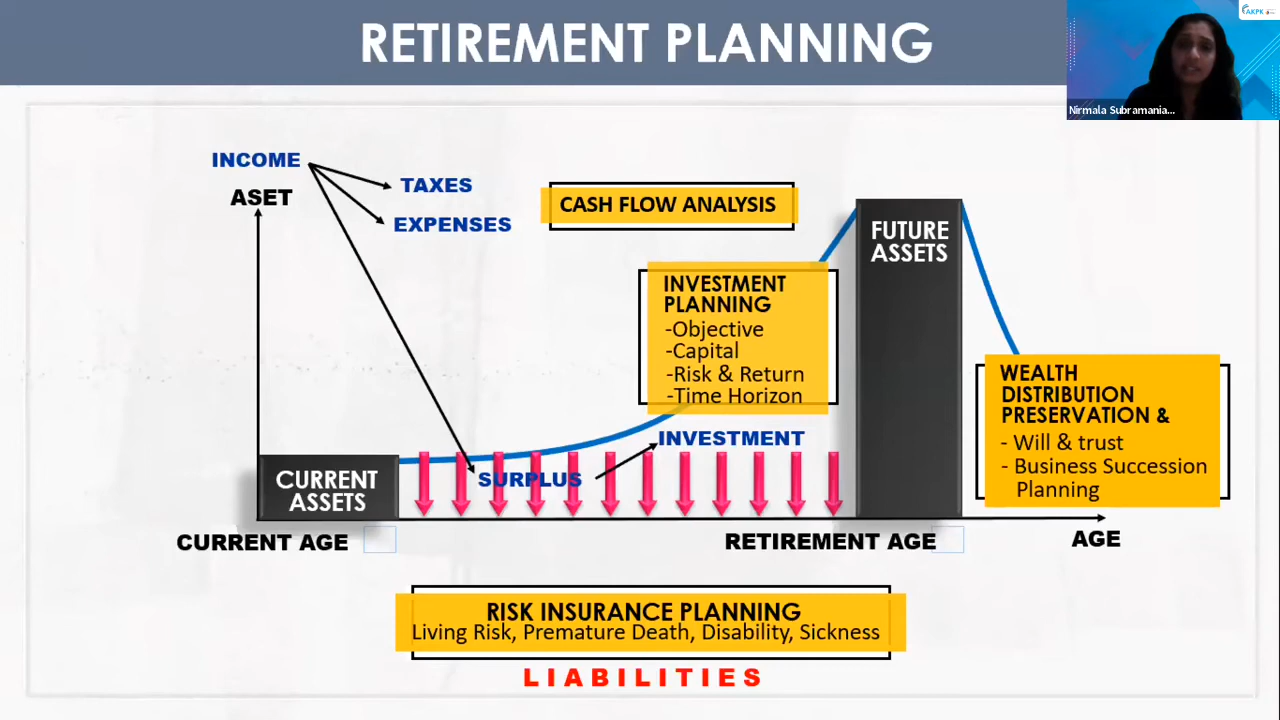 RETIREMENT PLANNING
AKPK
Nirmala Subramania...
INCOME
TAXES
ASET
EXPENSES
CASH FLOW ANALYSIS
FUTURE
ASSETS
INVESTMENT
PLANNING
-Objective
-Capital
-Risk & Return
-Time Horizon
WEALTH
DISTRIBUTION
PRESERVATION &
- Will & trust
- Business Succession
Planning
INVESTMENT
SURPLUS
CURRENT
ASSETS
CURRENT AGE
RETIREMENT AGE
AGE
RISK INSURANCE PLANNING
Living Risk, Premature Death, Disability, Sickness
LIABILITIES